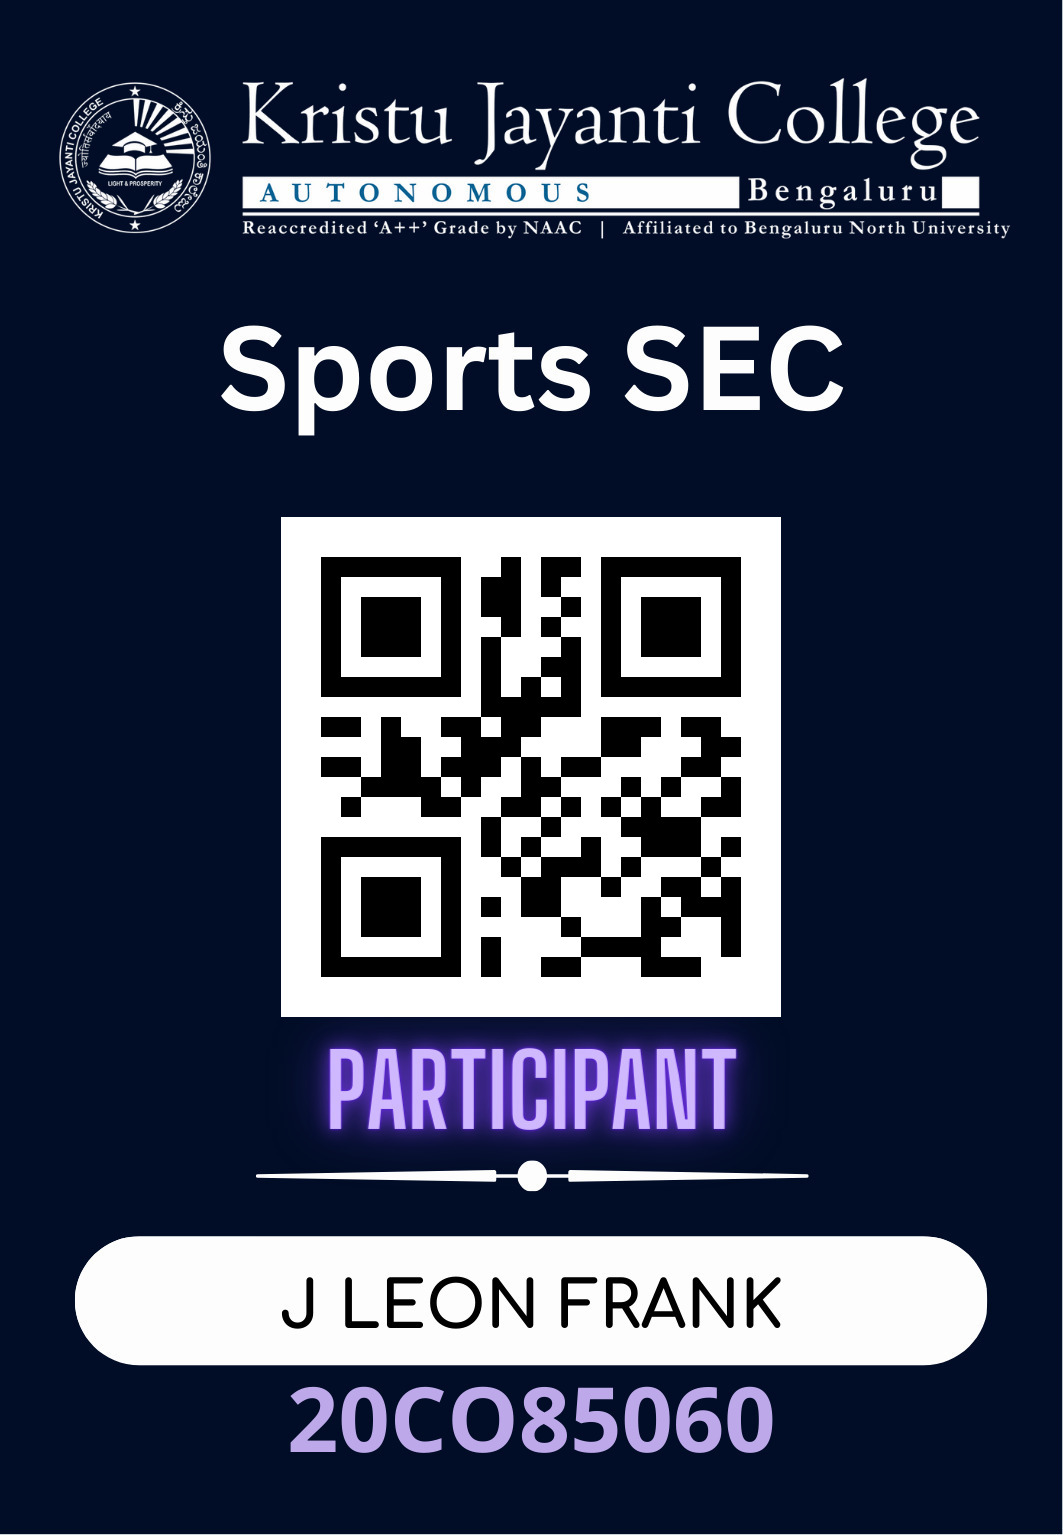 KRISTU JAYANTI COLLEGE
ज्योतिसंवादयाय
LIGHT & PROSPERITY
Kristu Jayanti College
AUTONOMOUS Bengaluru
Reaccredited ‘A++’ Grade by NAAC | Affiliated to Bengaluru North University
Sports SEC
PARTICIPANT
J LEON FRANK
20CO85060